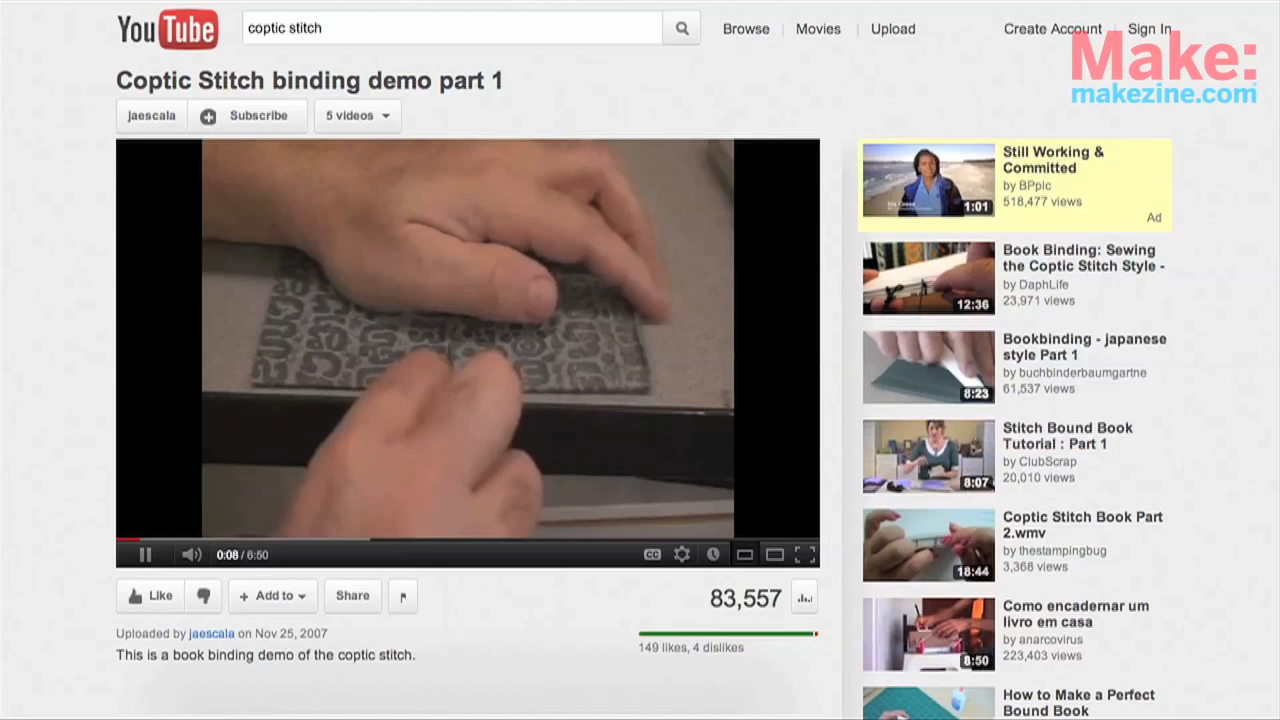 YouTube
coptic stitch
Browse
Movies
Upload
Create Account
Sign In
Make:
makezine.com
Coptic Stitch binding demo part 1
jaescala
Subscribe
5 videos
0:08 / 6:50
CC
Like
Add to
Share
83,557
Uploaded by jaescala on Nov 25, 2007
This is a book binding demo of the coptic stitch.
149 likes, 4 dislikes
1:01
Still Working &
Committed
by BPplc
518,477 views
Ad
12:36
Book Binding: Sewing
the Coptic Stitch Style -
by DaphLife
23,971 views
8:23
Bookbinding - japanese
style Part 1
by buchbinderbaumgartne
61,537 views
8:07
Stitch Bound Book
Tutorial : Part 1
by ClubScrap
20,010 views
18:44
Coptic Stitch Book Part
2.wmv
by thestampingbug
3,368 views
8:50
Como encadernar um
livro em casa
by anarcovirus
223,403 views
How to Make a Perfect
Bound Book